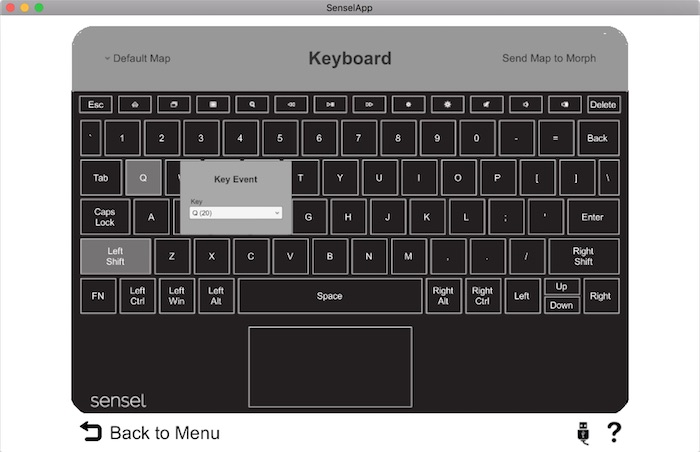 SenselApp
Default Map Keyboard Send Map to Morph
Esc Delete
` 1 2 3 4 5 6 7 8 9 0 - = Back
Tab Q T Y U I O P [ ] \
Key Event
Key
Q (20)
Caps Lock A G H J K L ; ' Enter
Left Shift Z X C V B N M , . / Right Shift
FN Left Ctrl Left Win Left Alt Space Right Alt Right Ctrl Left Up Down Right
sensel
Back to Menu ?